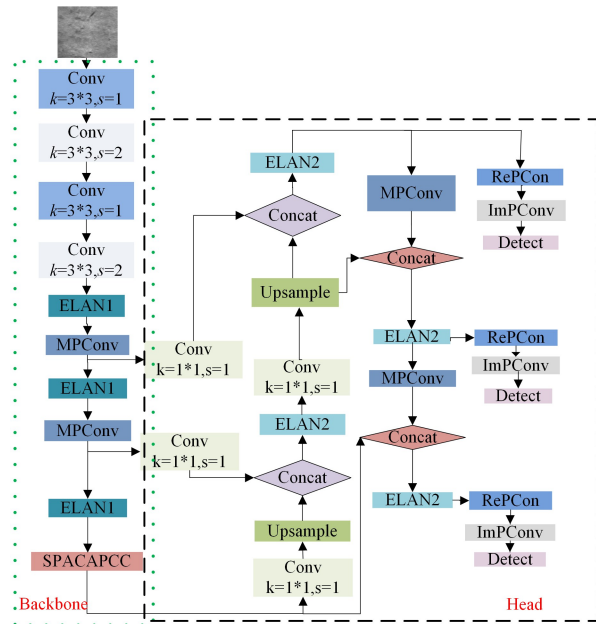 Conv
k=3*3,s=1
Conv
k=3*3,s=2
Conv
k=3*3,s=1
Conv
k=3*3,s=2
ELAN1
MPConv
ELAN1
MPConv
ELAN1
SPACAPCC
Backbone
Conv
k=1*1,s=1
Conv
k=1*1,s=1
ELAN2
Concat
Upsample
Conv
k=1*1,s=1
ELAN2
Concat
Upsample
Conv
k=1*1,s=1
MPConv
Concat
ELAN2
MPConv
Concat
ELAN2
RePCon
ImPConv
Detect
RePCon
ImPConv
Detect
RePCon
ImPConv
Detect
Head